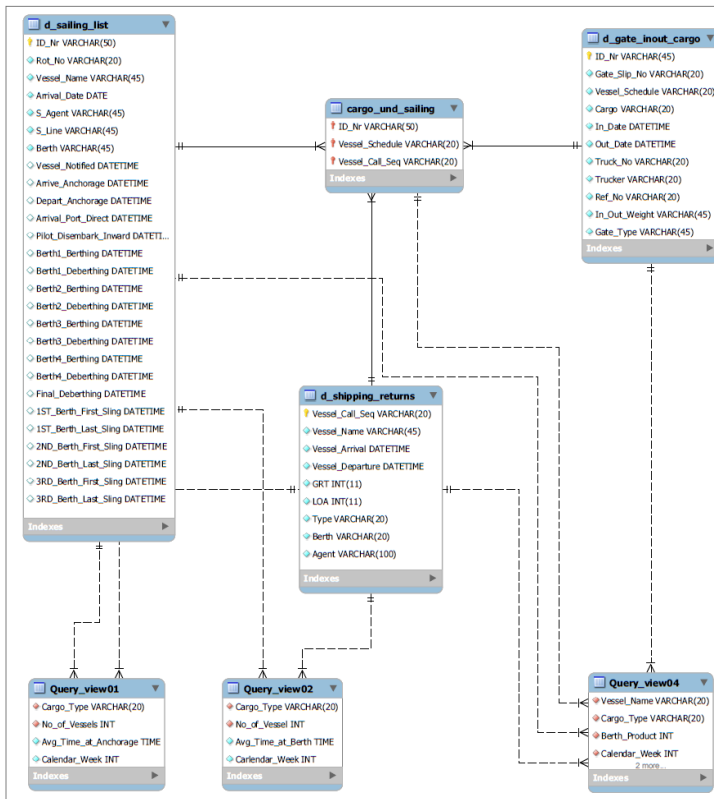 d_sailing_list
ID_Nr VARCHAR(50)
Rot_No VARCHAR(20)
Vessel_Name VARCHAR(45)
Arrival_Date DATE
S_Agent VARCHAR(45)
S_Line VARCHAR(45)
Berth VARCHAR(45)
Vessel_Notified DATETIME
Arrive_Anchorage DATETIME
Depart_Anchorage DATETIME
Arrival_Port_Direct DATETIME
Pilot_Disembark_Inward DATETI...
Berth1_Berthing DATETIME
Berth1_Deberthing DATETIME
Berth2_Berthing DATETIME
Berth2_Deberthing DATETIME
Berth3_Berthing DATETIME
Berth3_Deberthing DATETIME
Berth4_Berthing DATETIME
Berth4_Deberthing DATETIME
Final_Deberthing DATETIME
1ST_Berth_First_Sling DATETIME
1ST_Berth_Last_Sling DATETIME
2ND_Berth_First_Sling DATETIME
2ND_Berth_Last_Sling DATETIME
3RD_Berth_First_Sling DATETIME
3RD_Berth_Last_Sling DATETIME
Indexes
cargo_und_sailing
ID_Nr VARCHAR(50)
Vessel_Schedule VARCHAR(20)
Vessel_Call_Seq VARCHAR(20)
Indexes
d_gate_inout_cargo
ID_Nr VARCHAR(45)
Gate_Slip_No VARCHAR(20)
Vessel_Schedule VARCHAR(20)
Cargo VARCHAR(20)
In_Date DATETIME
Out_Date DATETIME
Truck_No VARCHAR(20)
Trucker VARCHAR(20)
Ref_No VARCHAR(20)
In_Out_Weight VARCHAR(45)
Gate_Type VARCHAR(45)
Indexes
d_shipping_returns
Vessel_Call_Seq VARCHAR(20)
Vessel_Name VARCHAR(45)
Vessel_Arrival DATETIME
Vessel_Departure DATETIME
GRT INT(11)
LOA INT(11)
Type VARCHAR(20)
Berth VARCHAR(20)
Agent VARCHAR(100)
Indexes
Query_view01
Cargo_Type VARCHAR(20)
No_of_Vessels INT
Avg_Time_at_Anchorage TIME
Calendar_Week INT
Indexes
Query_view02
Cargo_Type VARCHAR(20)
No_of_Vessel INT
Avg_Time_at_Berth TIME
Carlendar_Week INT
Indexes
Query_view04
Vessel_Name VARCHAR(20)
Cargo_Type VARCHAR(20)
Berth_Product INT
Calendar_Week INT
2 more...
Indexes